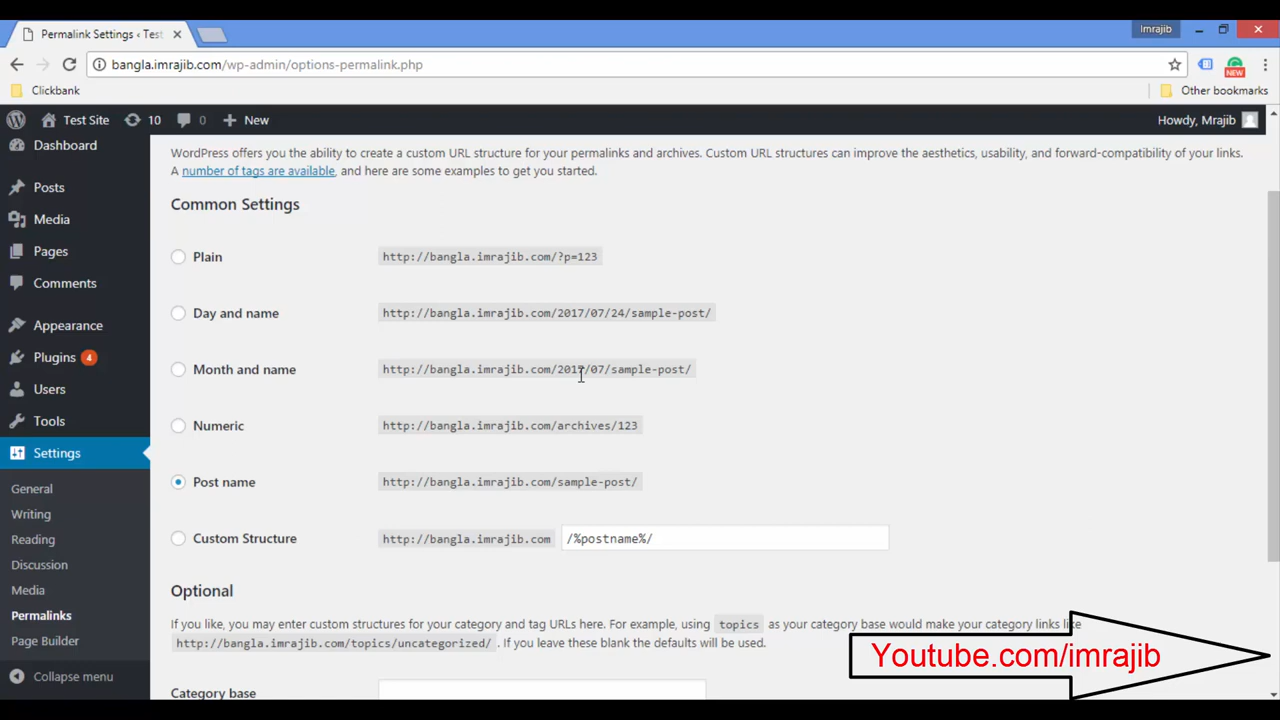 Permalink Settings ‹ Test
Imrajib
bangla.imrajib.com/wp-admin/options-permalink.php
NEW
Clickbank
Other bookmarks
Test Site
10
0
New
Howdy, Mrajib
Dashboard
Posts
Media
Pages
Comments
Appearance
Plugins 4
Users
Tools
Settings
General
Writing
Reading
Discussion
Media
Permalinks
Page Builder
Collapse menu
WordPress offers you the ability to create a custom URL structure for your permalinks and archives. Custom URL structures can improve the aesthetics, usability, and forward-compatibility of your links.
A number of tags are available, and here are some examples to get you started.
Common Settings
Plain http://bangla.imrajib.com/?p=123
Day and name http://bangla.imrajib.com/2017/07/24/sample-post/
Month and name http://bangla.imrajib.com/2017/07/sample-post/
Numeric http://bangla.imrajib.com/archives/123
Post name http://bangla.imrajib.com/sample-post/
Custom Structure http://bangla.imrajib.com /%postname%/
Optional
If you like, you may enter custom structures for your category and tag URLs here. For example, using topics as your category base would make your category links like
http://bangla.imrajib.com/topics/uncategorized/ . If you leave these blank the defaults will be used.
Category base
Youtube.com/imrajib